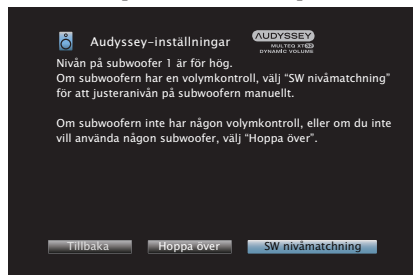 Audyssey-inställningar
AUDYSSEY
MULTEQ XT32
DYNAMIC VOLUME
Nivån på subwoofer 1 är för hög.
Om subwoofern har en volymkontroll, välj ”SW nivåmatchning”
för att justeranivån på subwoofern manuellt.
Om subwoofern inte har någon volymkontroll, eller om du inte
vill använda någon subwoofer, välj ”Hoppa över”.
Tillbaka Hoppa över SW nivåmatchning